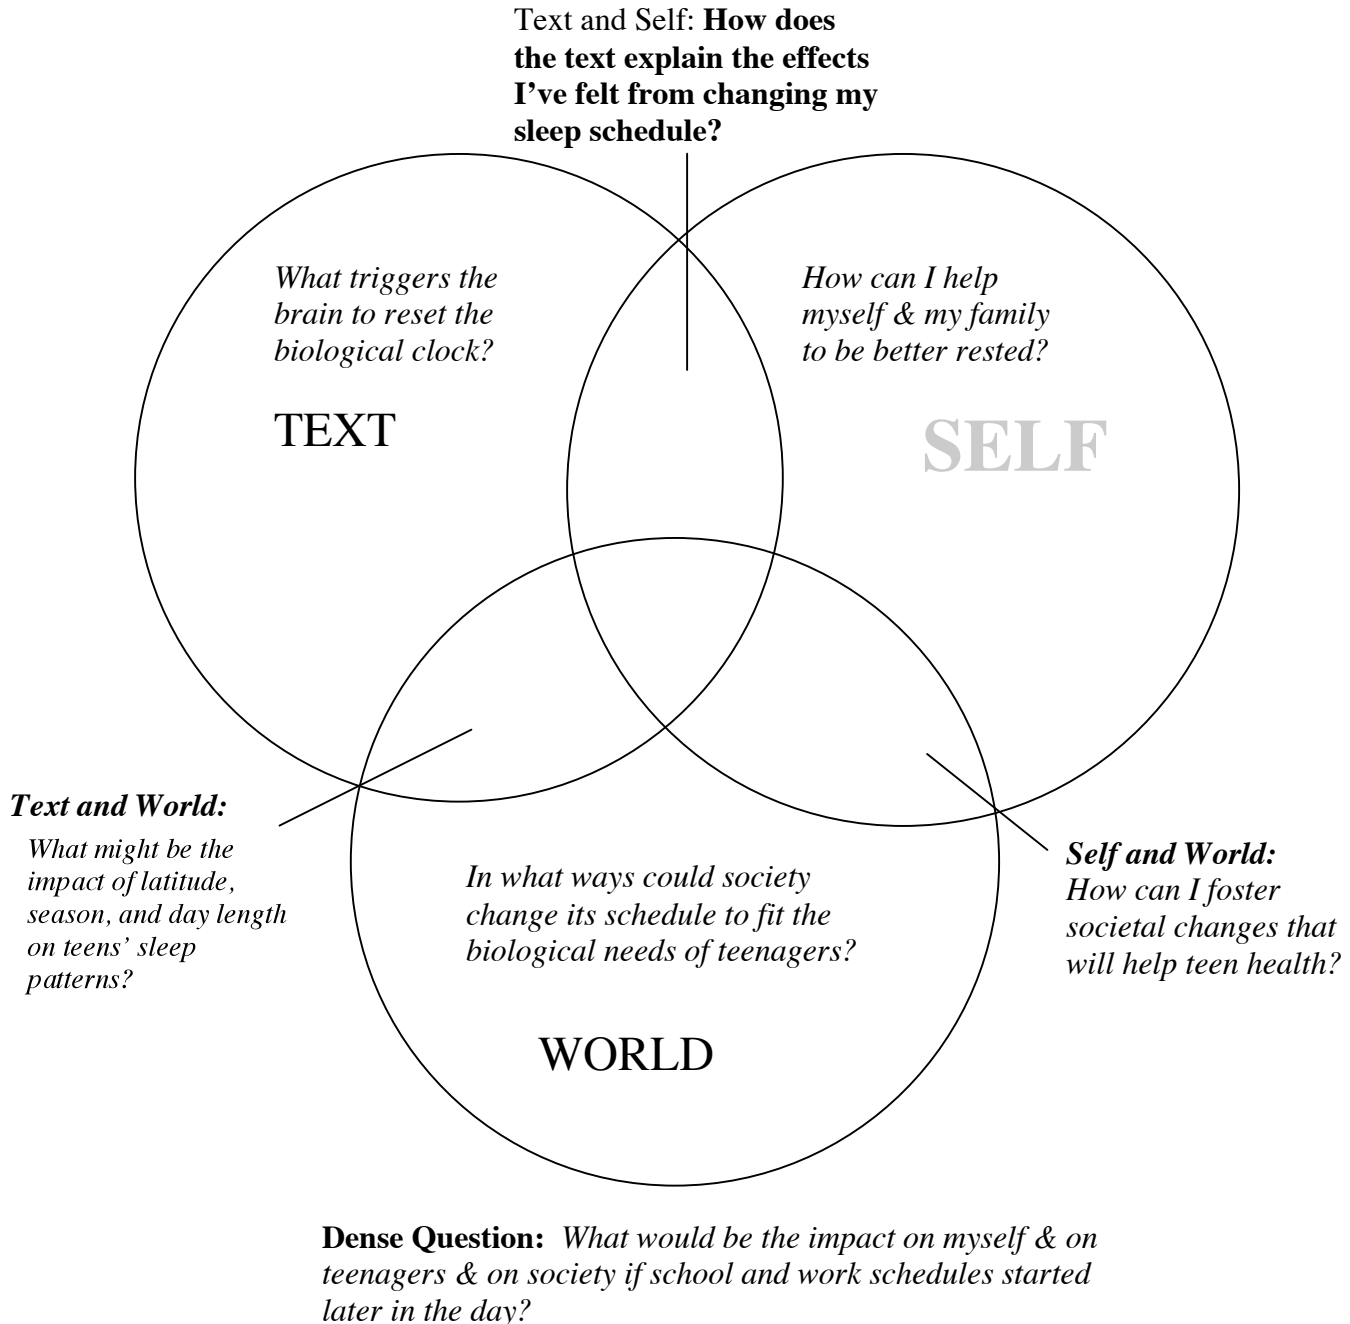 Text and Self: How does
the text explain the effects
I've felt from changing my
sleep schedule?
What triggers the
brain to reset the
biological clock?
TEXT
How can I help
myself & my family
to be better rested?
SELF
Text and World:
What might be the
impact of latitude,
season, and day length
on teens' sleep
patterns?
Self and World:
How can I foster
societal changes that
will help teen health?
In what ways could society
change its schedule to fit the
biological needs of teenagers?
WORLD
Dense Question: What would be the impact on myself & on
teenagers & on society if school and work schedules started
later in the day?